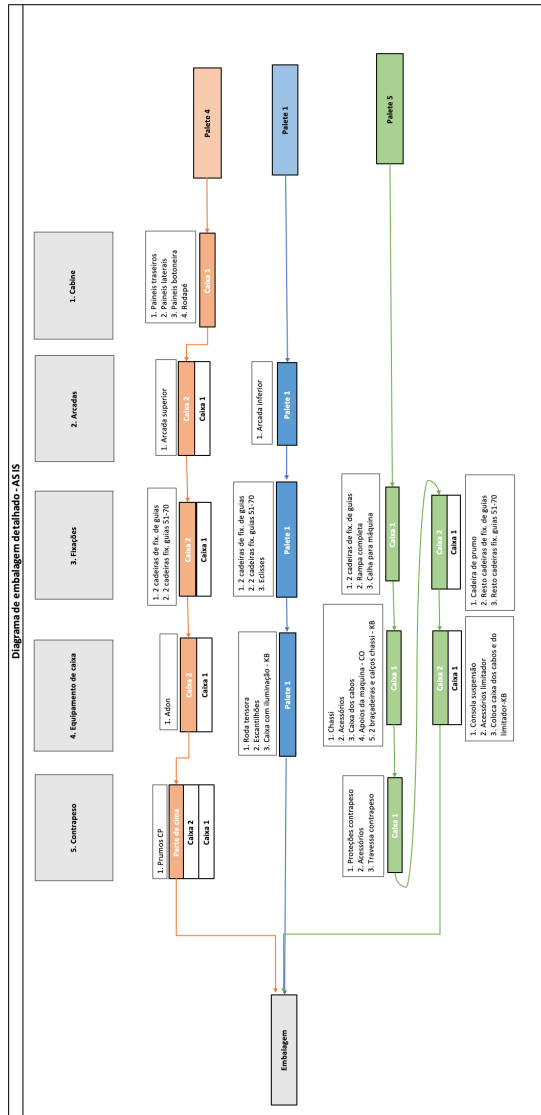 Diagrama de embalagem detalhado - AS IS
1. Cabine
2. Arcadas
3. Fixações
4. Equipamento de caixa
5. Contrapeso
Palete 4
1. Paineis traseiros
2. Paineis laterais
3. Paineis botoneira
4. Rodapé
Caixa 1
1. Arcada superior
Caixa 2
Caixa 1
1. 2 cadeiras de fix. de guias
2. 2 cadeiras fix. guias 51-70
Caixa 2
Caixa 1
1. Adon
Caixa 2
Caixa 1
1. Prumos CP
Parte de cima
Caixa 2
Caixa 1
Palete 1
1. Arcada inferior
Palete 1
1. 2 cadeiras de fix. de guias
2. 2 cadeiras fix. guias 51-70
3. Eclisses
Palete 1
1. Roda tensora
2. Escantilhões
3. Caixa com iluminação - KB
Palete 1
Embalagem
Palete 5
1. 2 cadeiras de fix. de guias
2. Rampa completa
3. Calha para máquina
Caixa 1
1. Chassi
2. Acessórios
3. Caixa dos cabos
4. Apoios da maquina - CO
5. 2 braçadeiras e calços chassi - KB
Caixa 1
1. Proteções contrapeso
2. Acessórios
3. Travessa contrapeso
Caixa 1
Caixa 2
Caixa 1
1. Cadeira de prumo
2. Resto cadeiras de fix. de guias
3. Resto cadeiras fix. guias 51-70
Caixa 2
Caixa 1
1. Consola suspensão
2. Acessórios limitador
3. Coloca caixa dos cabos e do
limitador-KB